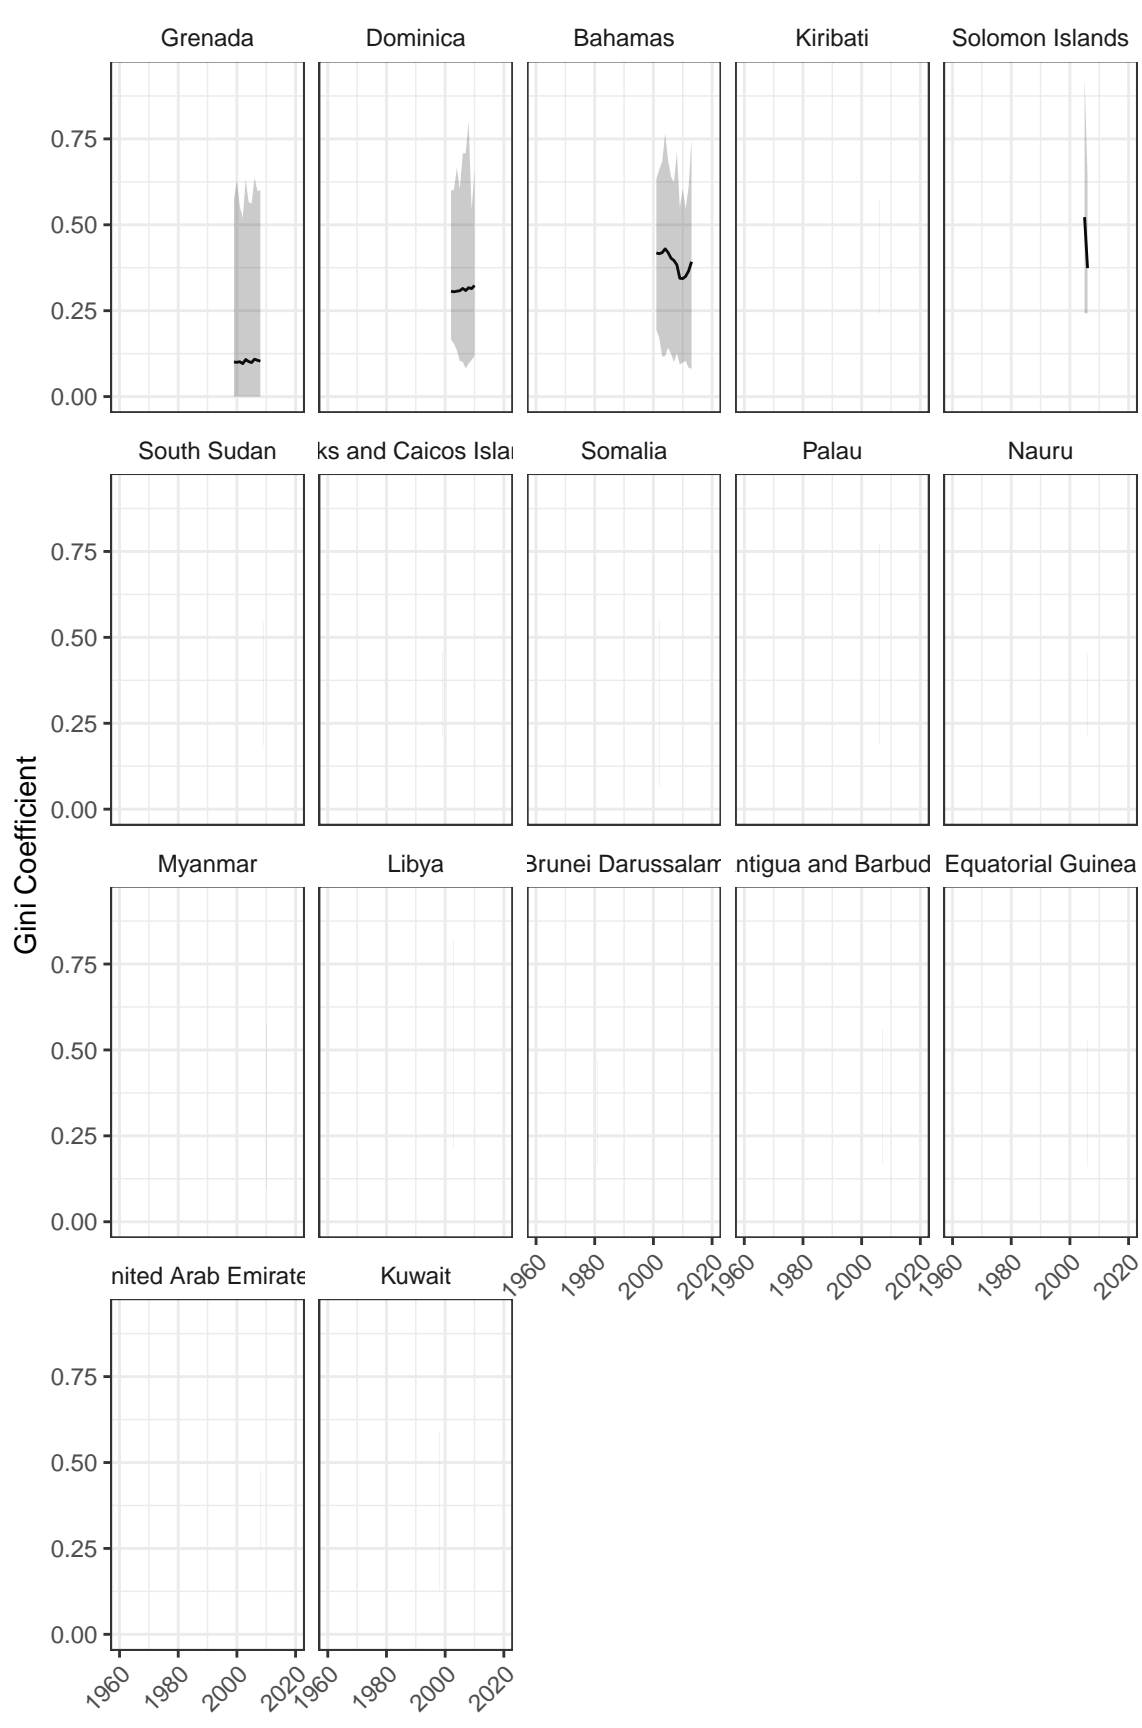 Grenada Dominica Bahamas Kiribati Solomon Islands
0.75
0.50
0.25
0.00
South Sudan ks and Caicos Islan Somalia Palau Nauru
0.75
0.50
0.25
0.00
Gini Coefficient
Myanmar Libya Brunei Darussalam ntigua and Barbud Equatorial Guinea
0.75
0.50
0.25
0.00
1960 1980 2000 2020 1960 1980 2000 2020 1960 1980 2000 2020
nited Arab Emirate Kuwait
0.75
0.50
0.25
0.00
1960 1980 2000 2020 1960 1980 2000 2020